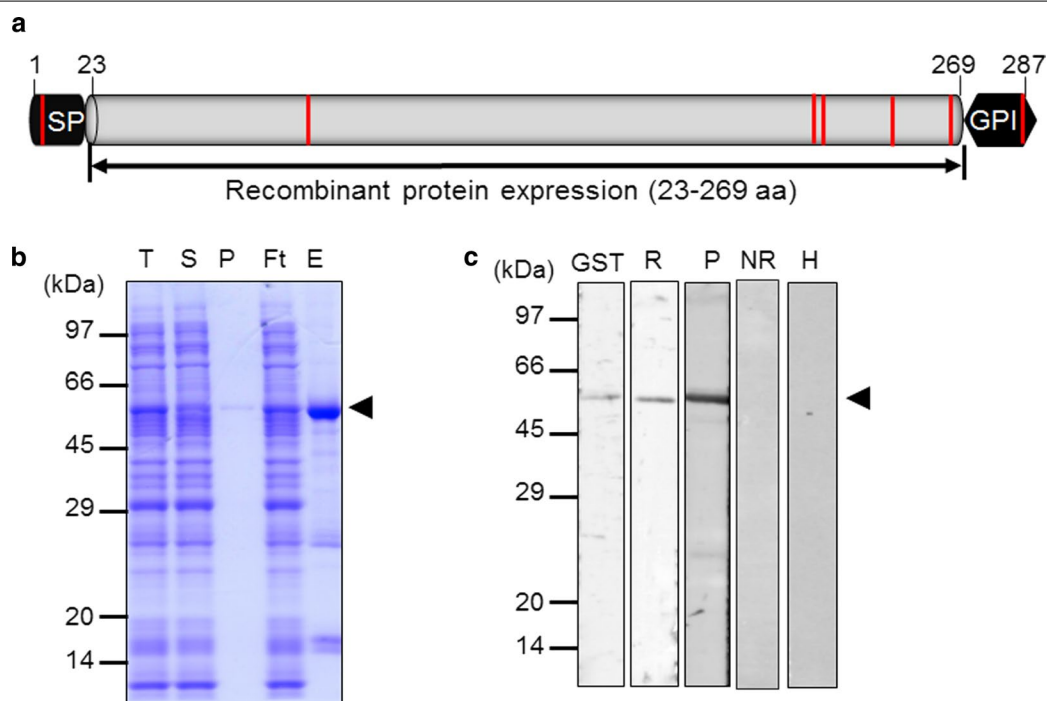 a
1 23 269 287
SP GPI
Recombinant protein expression (23-269 aa)
b
T S P Ft E
(kDa)
97
66
45
29
20
14
c
GST R P NR H
(kDa)
97
66
45
29
20
14